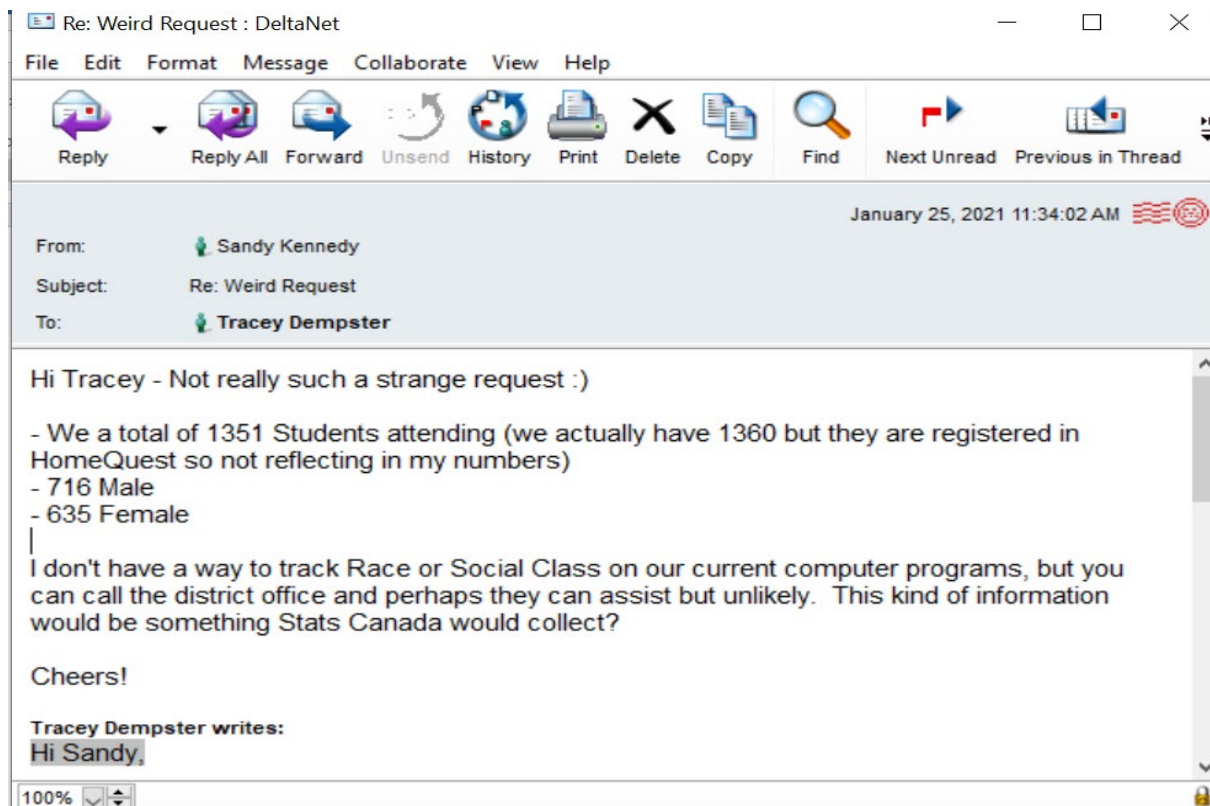 Re: Weird Request : DeltaNet
File Edit Format Message Collaborate View Help
Reply Reply All Forward Unsend History Print Delete Copy Find Next Unread Previous in Thread
January 25, 2021 11:34:02 AM
From: Sandy Kennedy
Subject: Re: Weird Request
To: Tracey Dempster
Hi Tracey - Not really such a strange request :)
- We a total of 1351 Students attending (we actually have 1360 but they are registered in
HomeQuest so not reflecting in my numbers)
- 716 Male
- 635 Female
I don't have a way to track Race or Social Class on our current computer programs, but you
can call the district office and perhaps they can assist but unlikely.  This kind of information
would be something Stats Canada would collect?
Cheers!
Tracey Dempster writes:
Hi Sandy,
100%